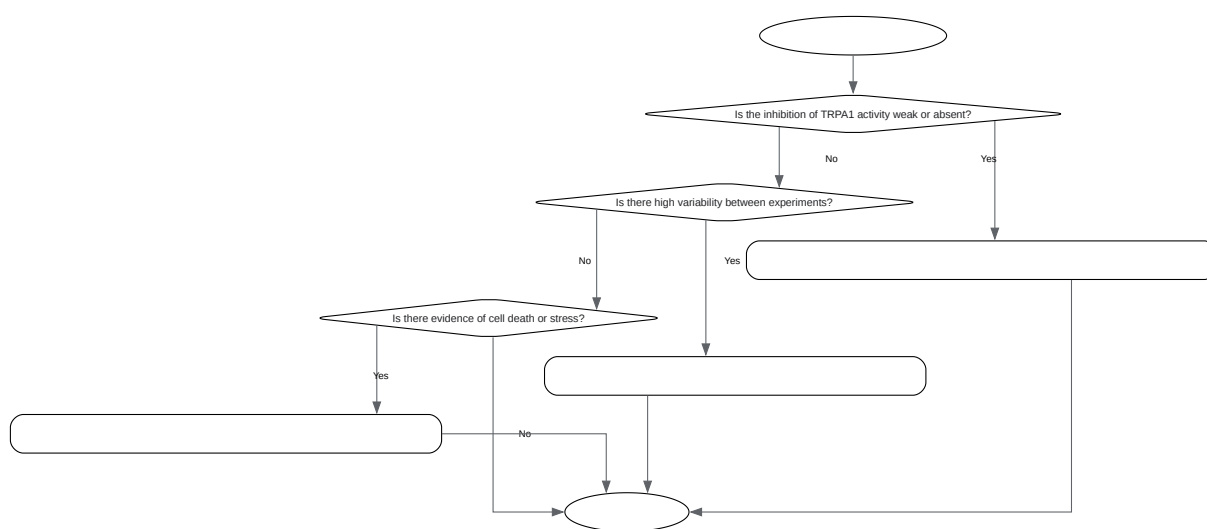 Is the inhibition of TRPA1 activity weak or absent?
No
Yes
Is there high variability between experiments?
No
Yes
Is there evidence of cell death or stress?
Yes
No